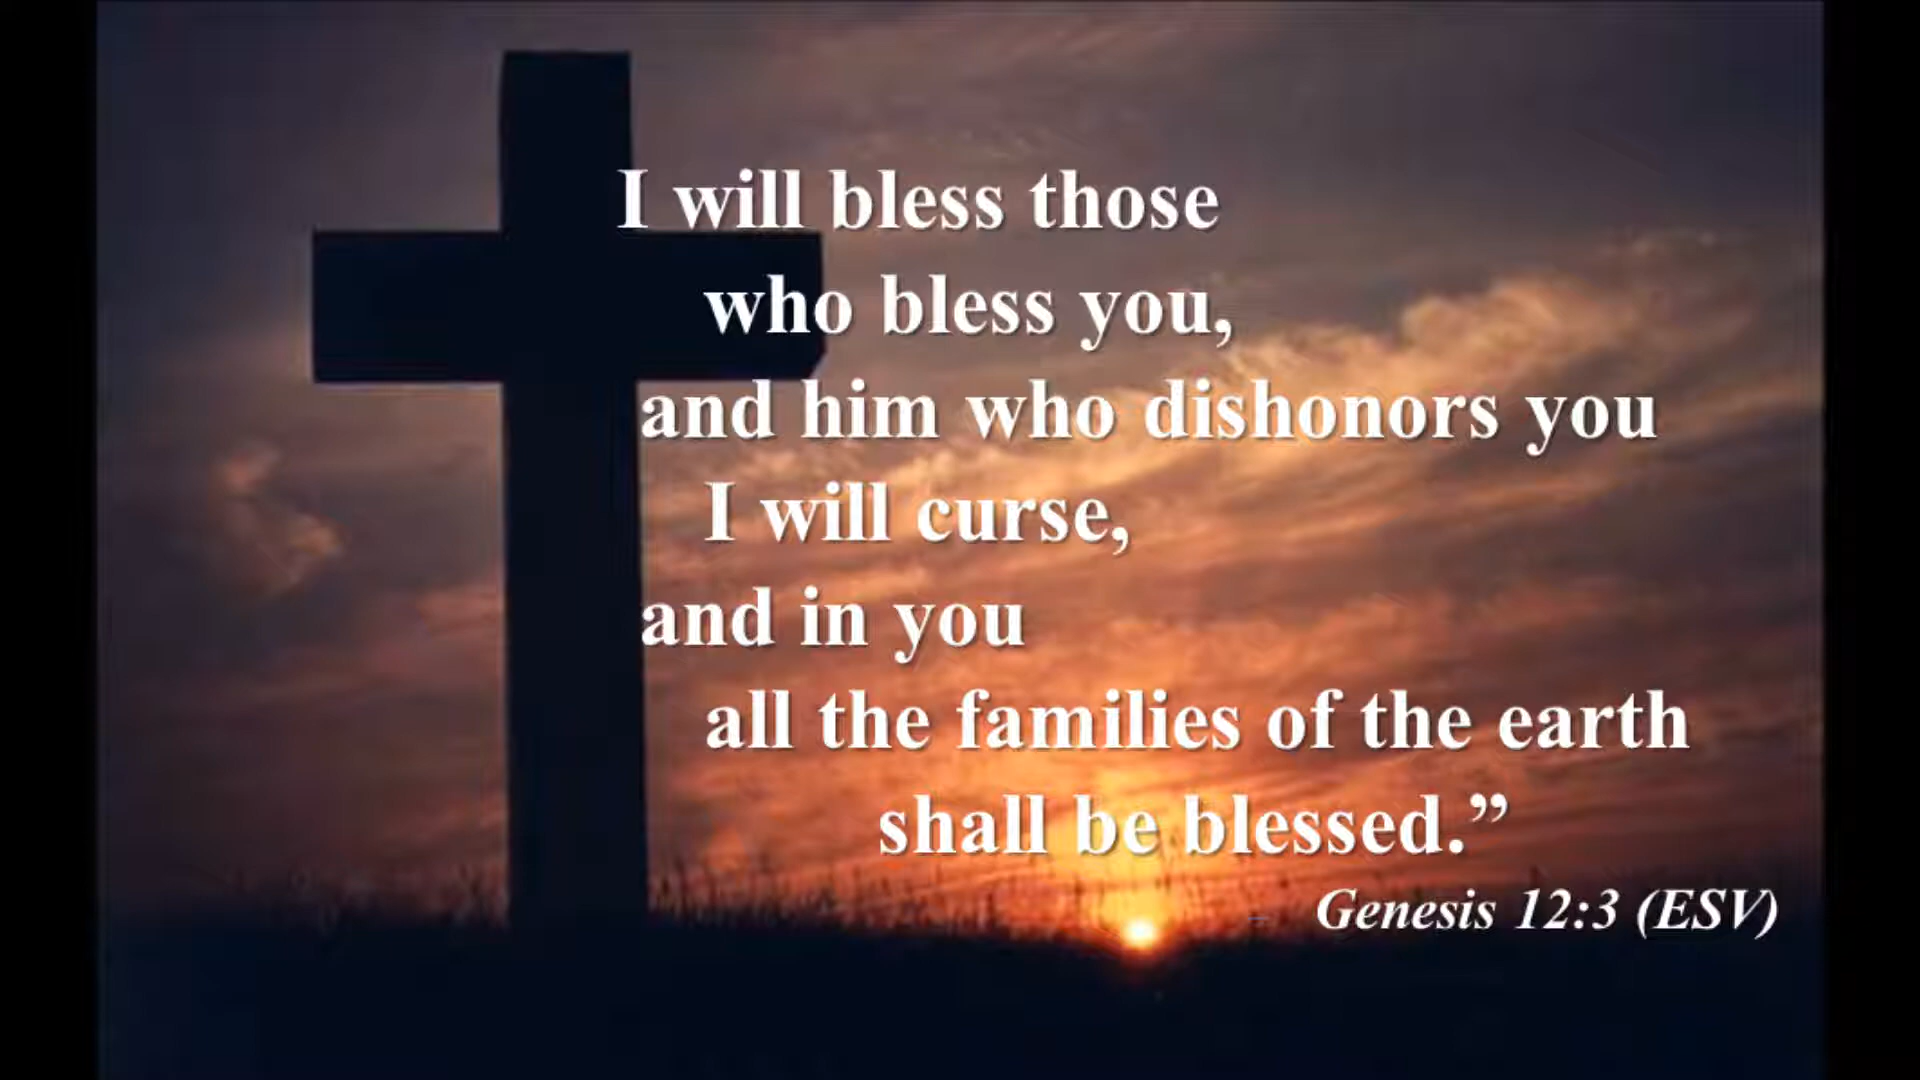 I will bless those
who bless you,
and him who dishonors you
I will curse,
and in you
all the families of the earth
shall be blessed.”
Genesis 12:3 (ESV)